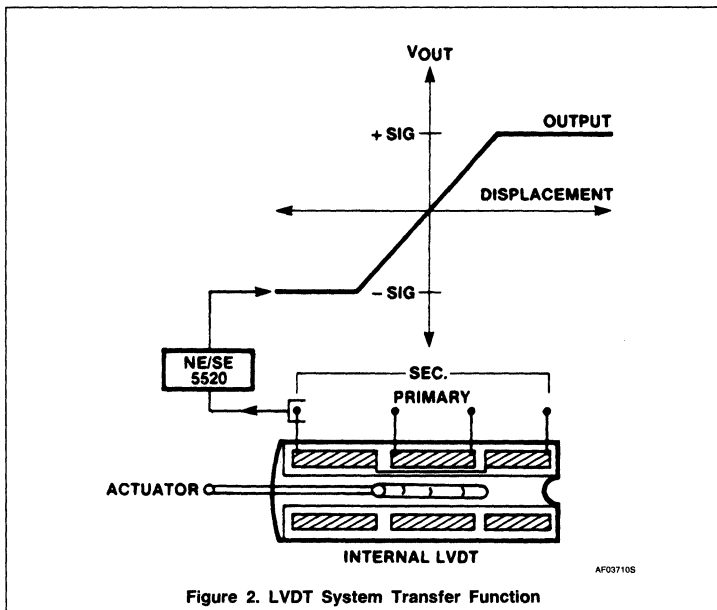 VOUT
OUTPUT
+ SIG
DISPLACEMENT
- SIG
NE/SE
5520
SEC.
PRIMARY
ACTUATOR
INTERNAL LVDT
AF03710S
Figure 2. LVDT System Transfer Function